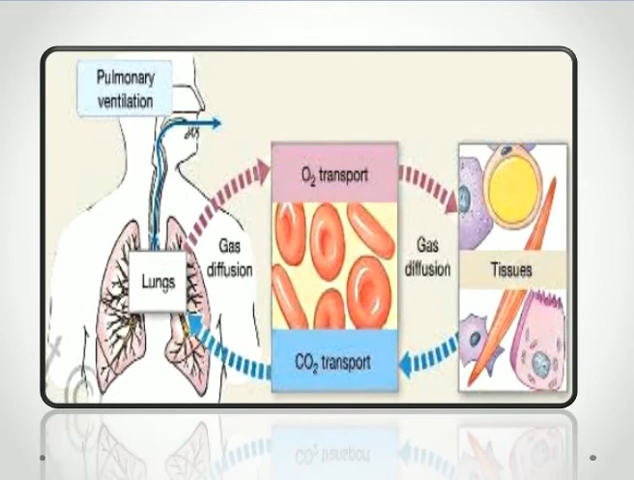 Pulmonary
ventilation
O₂ transport
Gas
diffusion
Gas
diffusion
Lungs
Tissues
CO₂ transport